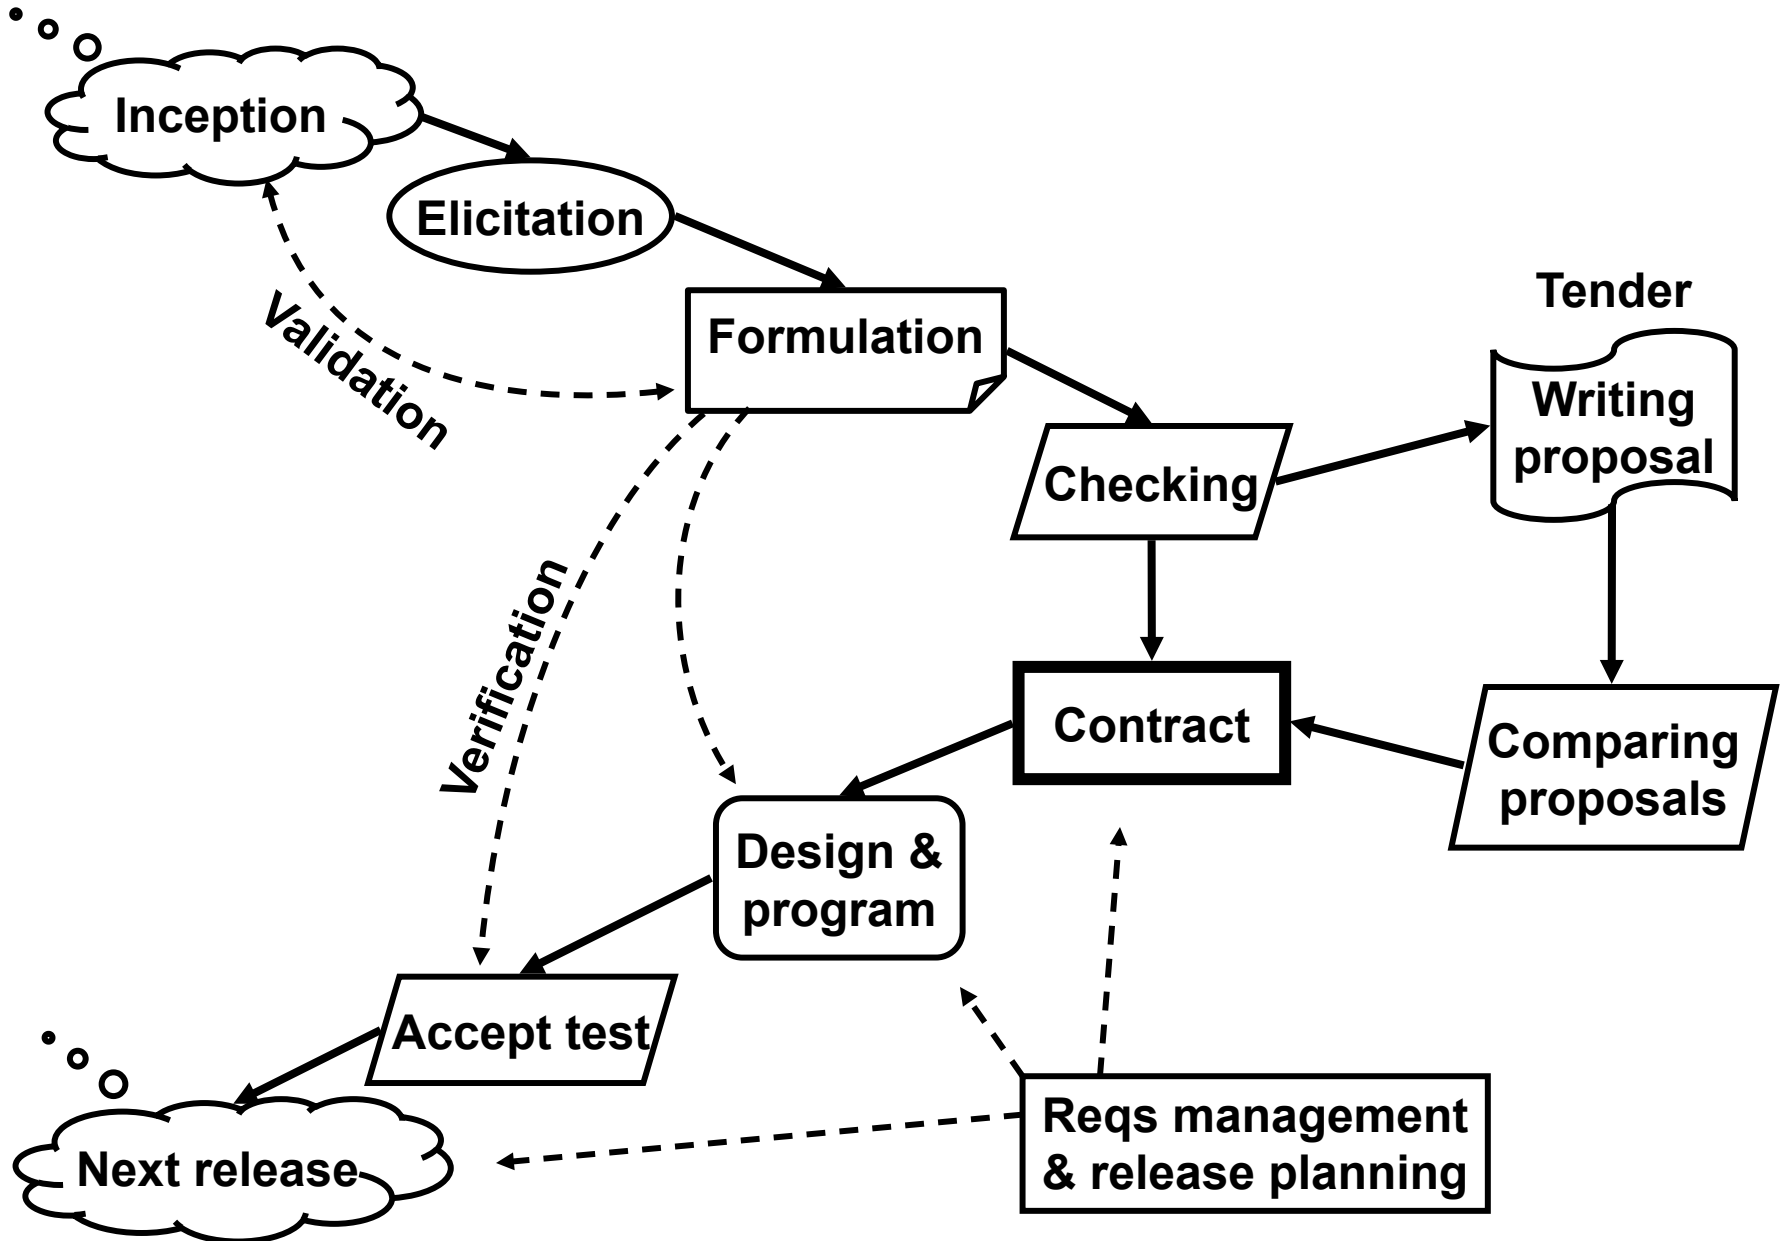 Inception
Elicitation
Validation
Formulation
Checking
Tender
Writing
proposal
Verification
Contract
Comparing
proposals
Design &
program
Accept test
Next release
Reqs management
& release planning